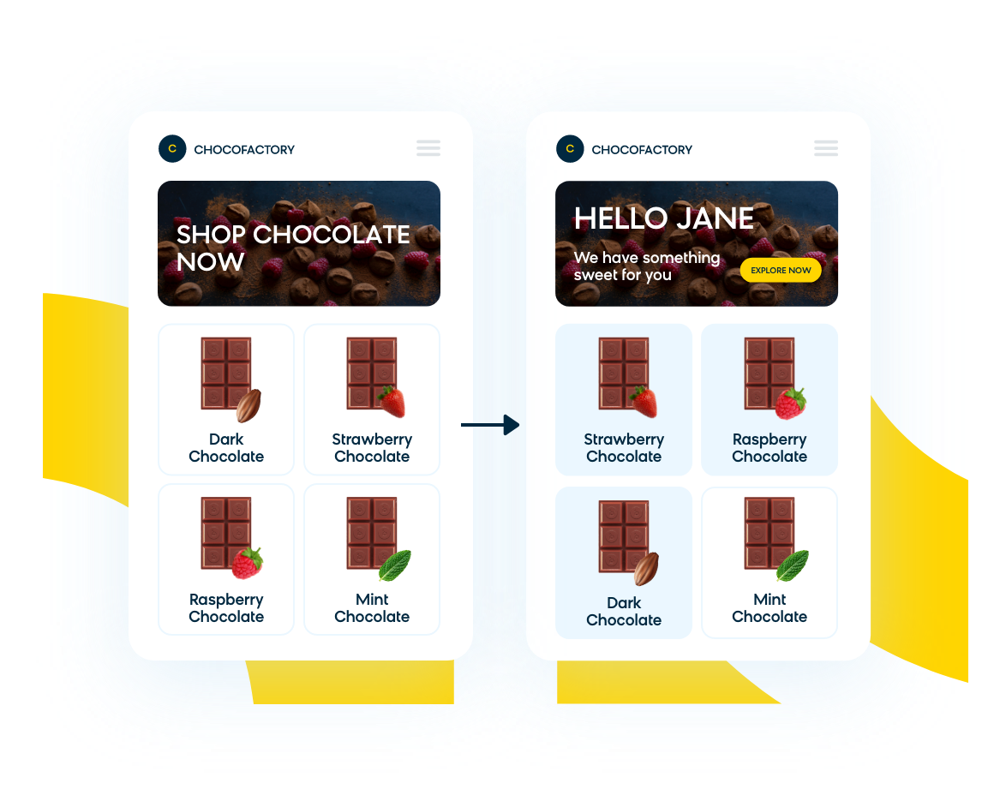 C CHOCOFACTORY
SHOP CHOCOLATE
NOW
Dark
Chocolate
Strawberry
Chocolate
Raspberry
Chocolate
Mint
Chocolate
C CHOCOFACTORY
HELLO JANE
We have something
sweet for you
EXPLORE NOW
Strawberry
Chocolate
Raspberry
Chocolate
Dark
Chocolate
Mint
Chocolate